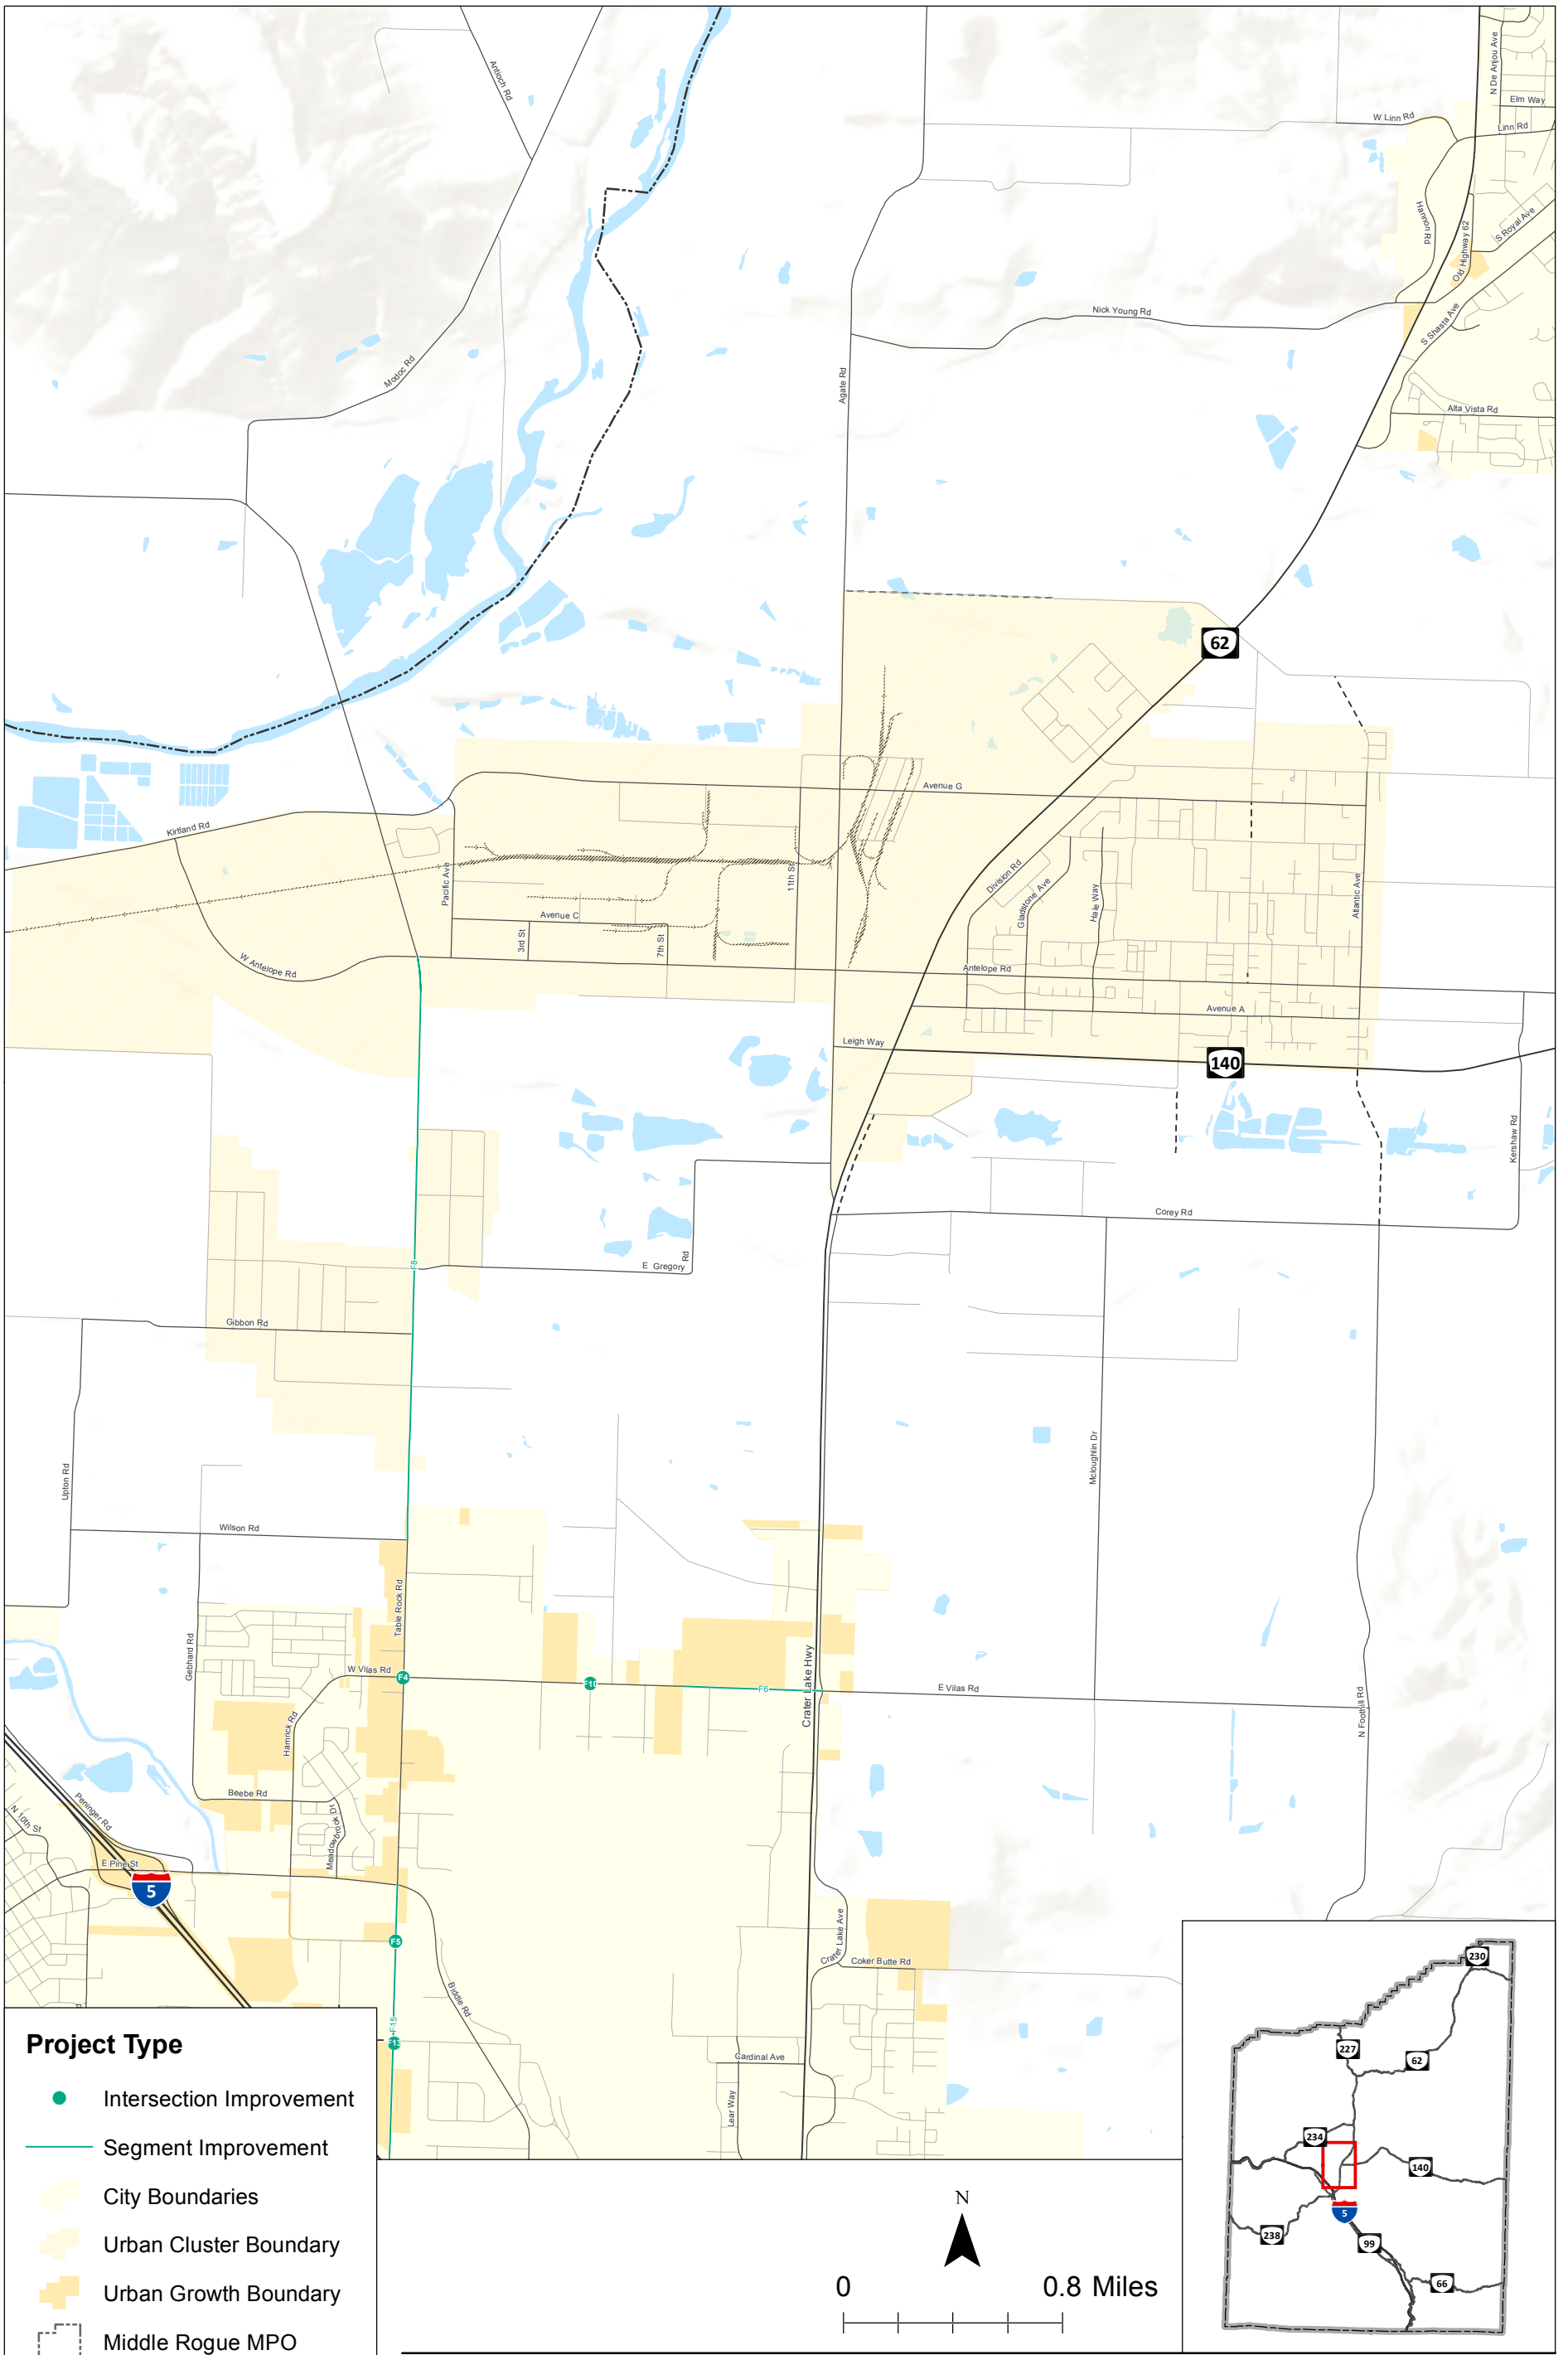 N De Anjou Ave
Elm Way
Antioch Rd
W Linn Rd
Linn Rd
Hannon Rd
Old Highway 62
S Royal Ave
Nick Young Rd
S Shasta Ave
Modoc Rd
Agate Rd
Alta Vista Rd
62
Avenue G
Kirtland Rd
Pacific Ave
11th St
Division Rd
Gladstone Ave
Hale Way
Atlantic Ave
Avenue C
3rd St
7th St
W Antelope Rd
Antelope Rd
Avenue A
Leigh Way
140
Kershaw Rd
Corey Rd
E Gregory Rd
F8
Gibbon Rd
Upton Rd
Mcloughlin Dr
Wilson Rd
Table Rock Rd
Gebhard Rd
W Vilas Rd
F4
F10
F6
E Vilas Rd
Crater Lake Hwy
N Foothill Rd
Hamrick Rd
Beebe Rd
Meadowbrook Dr
Peninger Rd
N 10th St
E Pine St
5
F5
Crater Lake Ave
Coker Butte Rd
Biddle Rd
F-15
F13
Cardinal Ave
Lear Way
Project Type
Intersection Improvement
Segment Improvement
City Boundaries
Urban Cluster Boundary
Urban Growth Boundary
Middle Rogue MPO
N
0 0.8 Miles
230
227
62
234
140
5
238
99
66